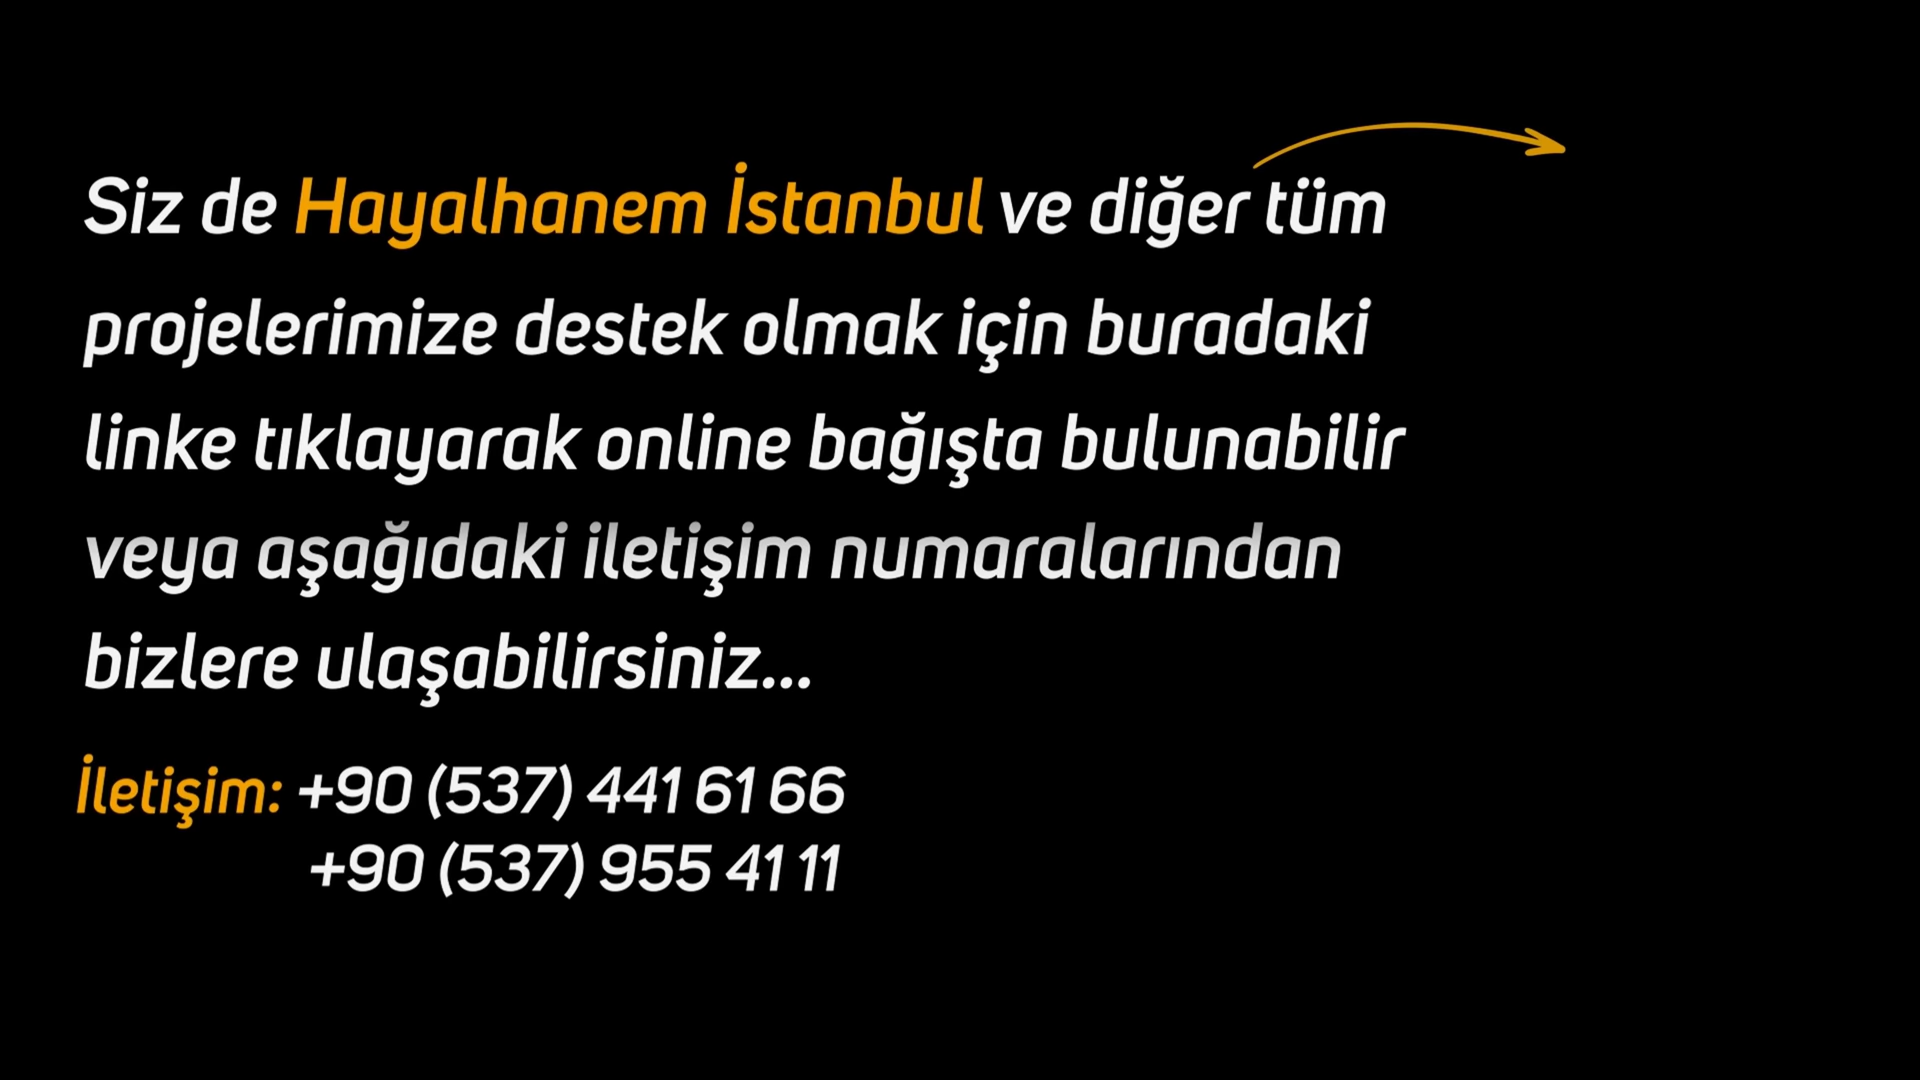 Siz de Hayalhanem İstanbul ve diğer tüm
projelerimize destek olmak için buradaki
linke tıklayarak online bağışta bulunabilir
veya aşağıdaki iletişim numaralarından
bizlere ulaşabilirsiniz...
İletişim: +90 (537) 441 61 66
+90 (537) 955 41 11